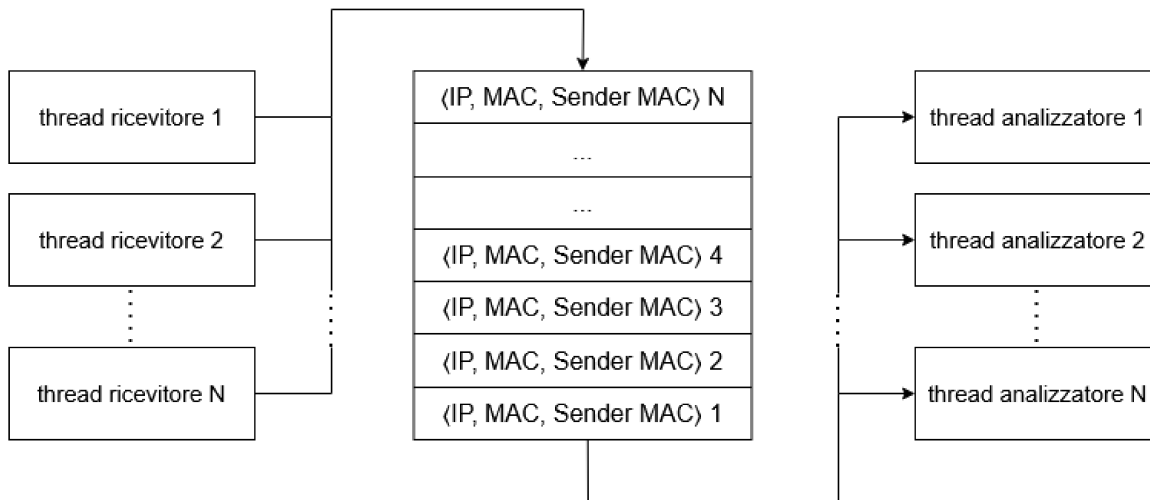 thread ricevitore 1
thread ricevitore 2
thread ricevitore N
⟨IP, MAC, Sender MAC⟩ N
...
...
⟨IP, MAC, Sender MAC⟩ 4
⟨IP, MAC, Sender MAC⟩ 3
⟨IP, MAC, Sender MAC⟩ 2
⟨IP, MAC, Sender MAC⟩ 1
thread analizzatore 1
thread analizzatore 2
thread analizzatore N